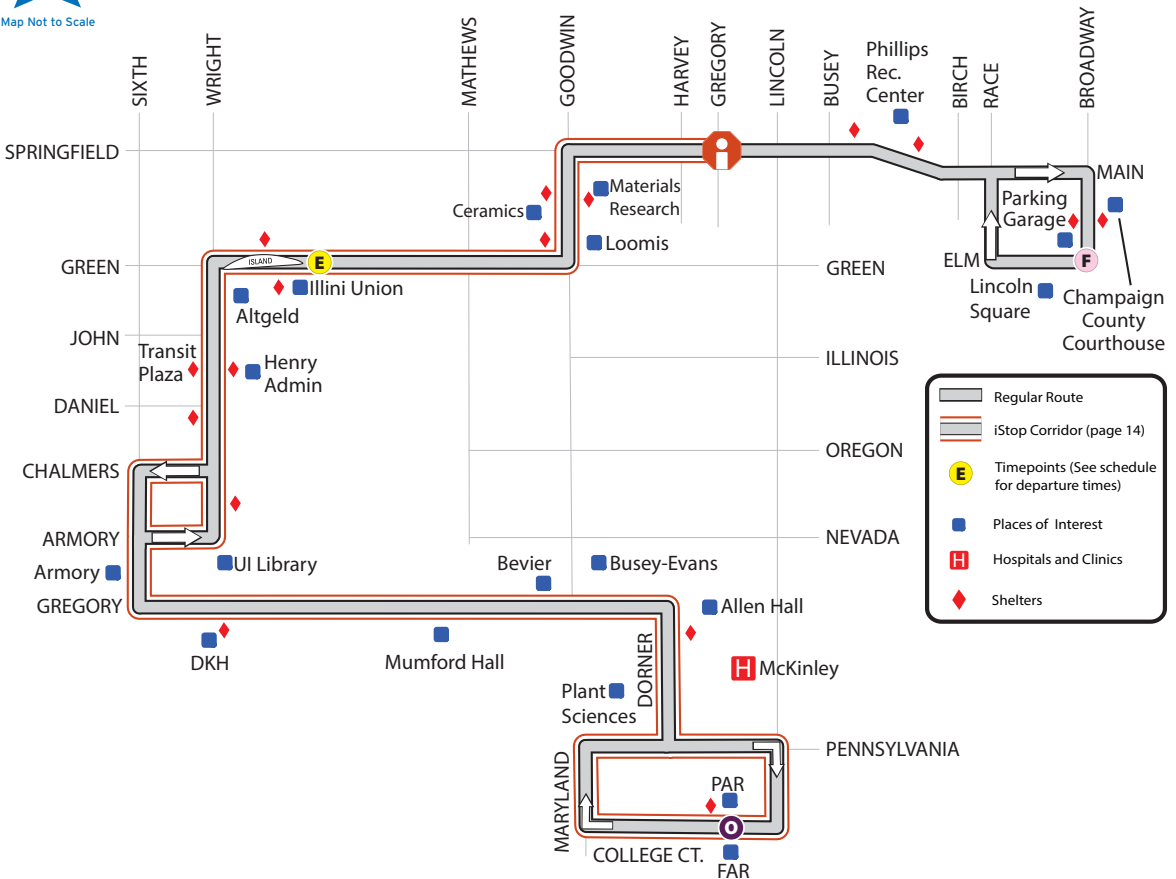 Map Not to Scale
SIXTH
WRIGHT
MATHEWS
GOODWIN
HARVEY
GREGORY
LINCOLN
BUSEY
Phillips
Rec.
Center
BIRCH
RACE
BROADWAY
SPRINGFIELD
MAIN
Materials
Research
Ceramics
Parking
Garage
Loomis
GREEN
ISLAND
E
GREEN
ELM
F
Illini Union
Altgeld
Lincoln
Square
Champaign
County
Courthouse
JOHN
Transit
Plaza
Henry
Admin
ILLINOIS
DANIEL
Regular Route
iStop Corridor (page 14)
OREGON
CHALMERS
E
Timepoints (See schedule
for departure times)
Places of Interest
ARMORY
NEVADA
H
Hospitals and Clinics
Armory
UI Library
Bevier
Busey-Evans
Shelters
GREGORY
Allen Hall
DKH
Mumford Hall
DORNER
H
McKinley
Plant
Sciences
PENNSYLVANIA
MARYLAND
PAR
O
COLLEGE CT.
FAR